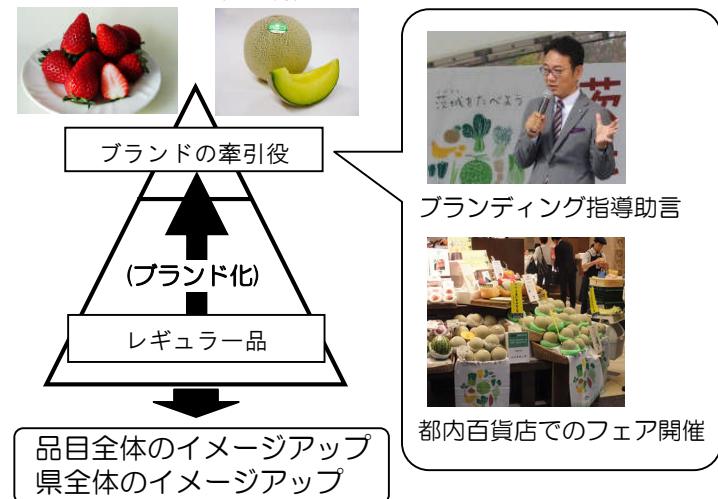 ブランドの牽引役
(ブランド化)
レギュラー品
品目全体のイメージアップ
県全体のイメージアップ
茨城をたべよう
ブランディング指導助言
都内百貨店でのフェア開催